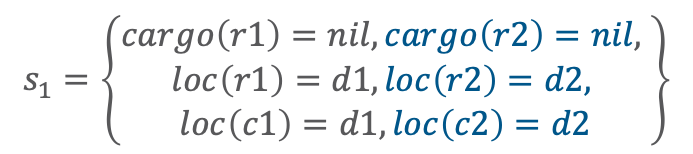 cargo(r1) = nil, cargo(r2) = nil,
s₁ = { loc(r1) = d1, loc(r2) = d2, }
loc(c1) = d1, loc(c2) = d2